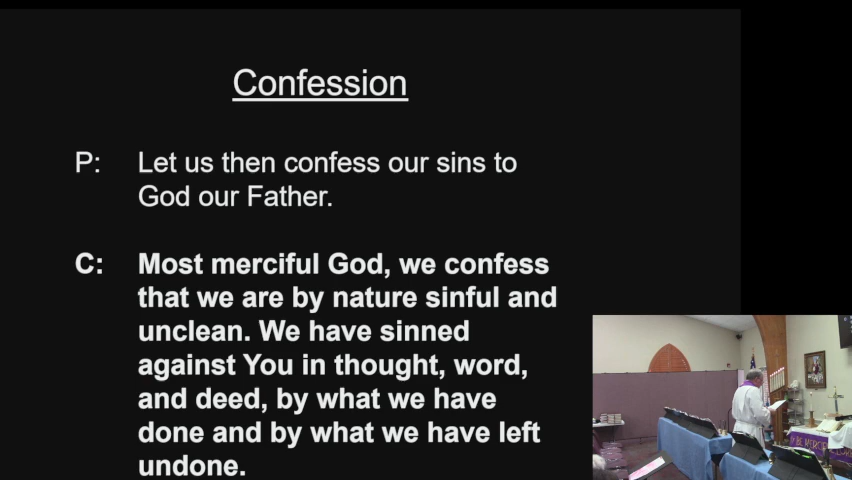 Confession
P: Let us then confess our sins to
God our Father.
C: Most merciful God, we confess
that we are by nature sinful and
unclean. We have sinned
against You in thought, word,
and deed, by what we have
done and by what we have left
undone.